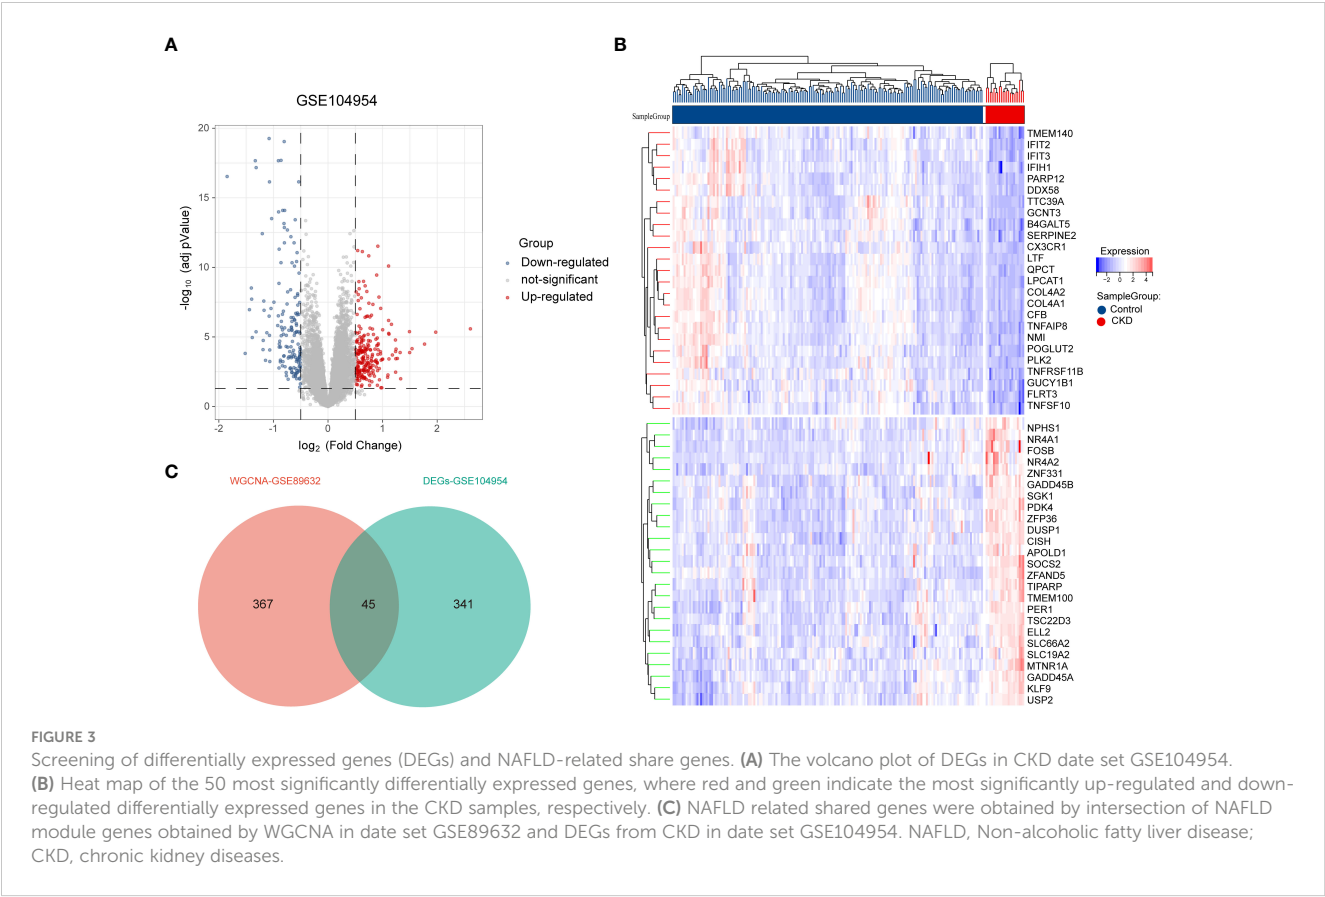 A
GSE104954
20
15
10
5
0
-log10 (adj pValue)
-2
-1
0
1
2
log2 (Fold Change)
Group
Down-regulated
not-significant
Up-regulated
B
SampleGroup
TMEM140
IFIT2
IFIT3
IFIH1
PARP12
DDX58
TTC39A
GCNT3
B4GALT5
SERPINE2
CX3CR1
LTF
QPCT
LPCAT1
COL4A2
COL4A1
CFB
TNFAIP8
NMI
POGLUT2
PLK2
TNFRSF11B
GUCY1B1
FLRT3
TNFSF10
NPHS1
NR4A1
FOSB
NR4A2
ZNF331
GADD45B
SGK1
PDK4
ZFP36
DUSP1
CISH
APOLD1
SOCS2
ZFAND5
TIPARP
TMEM100
PER1
TSC22D3
ELL2
SLC66A2
SLC19A2
MTNR1A
GADD45A
KLF9
USP2
Expression
−2 0 2 4
SampleGroup:
Control
CKD
C
WGCNA-GSE89632
DEGs-GSE104954
367
45
341
FIGURE 3
Screening of differentially expressed genes (DEGs) and NAFLD-related share genes. (A) The volcano plot of DEGs in CKD date set GSE104954.
(B) Heat map of the 50 most significantly differentially expressed genes, where red and green indicate the most significantly up-regulated and down-
regulated differentially expressed genes in the CKD samples, respectively. (C) NAFLD related shared genes were obtained by intersection of NAFLD
module genes obtained by WGCNA in date set GSE89632 and DEGs from CKD in date set GSE104954. NAFLD, Non-alcoholic fatty liver disease;
CKD, chronic kidney diseases.